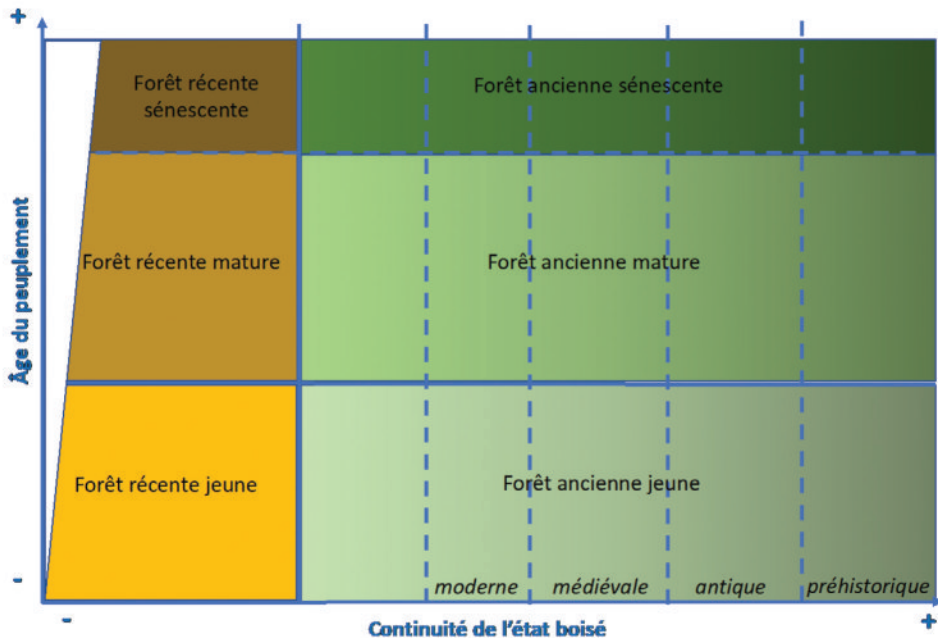 +
Forêt récente
sénescente
Forêt ancienne sénescente
Âge du peuplement
Forêt récente mature
Forêt ancienne mature
Forêt récente jeune
Forêt ancienne jeune
-
moderne
médiévale
antique
préhistorique
-
Continuité de l'état boisé
+